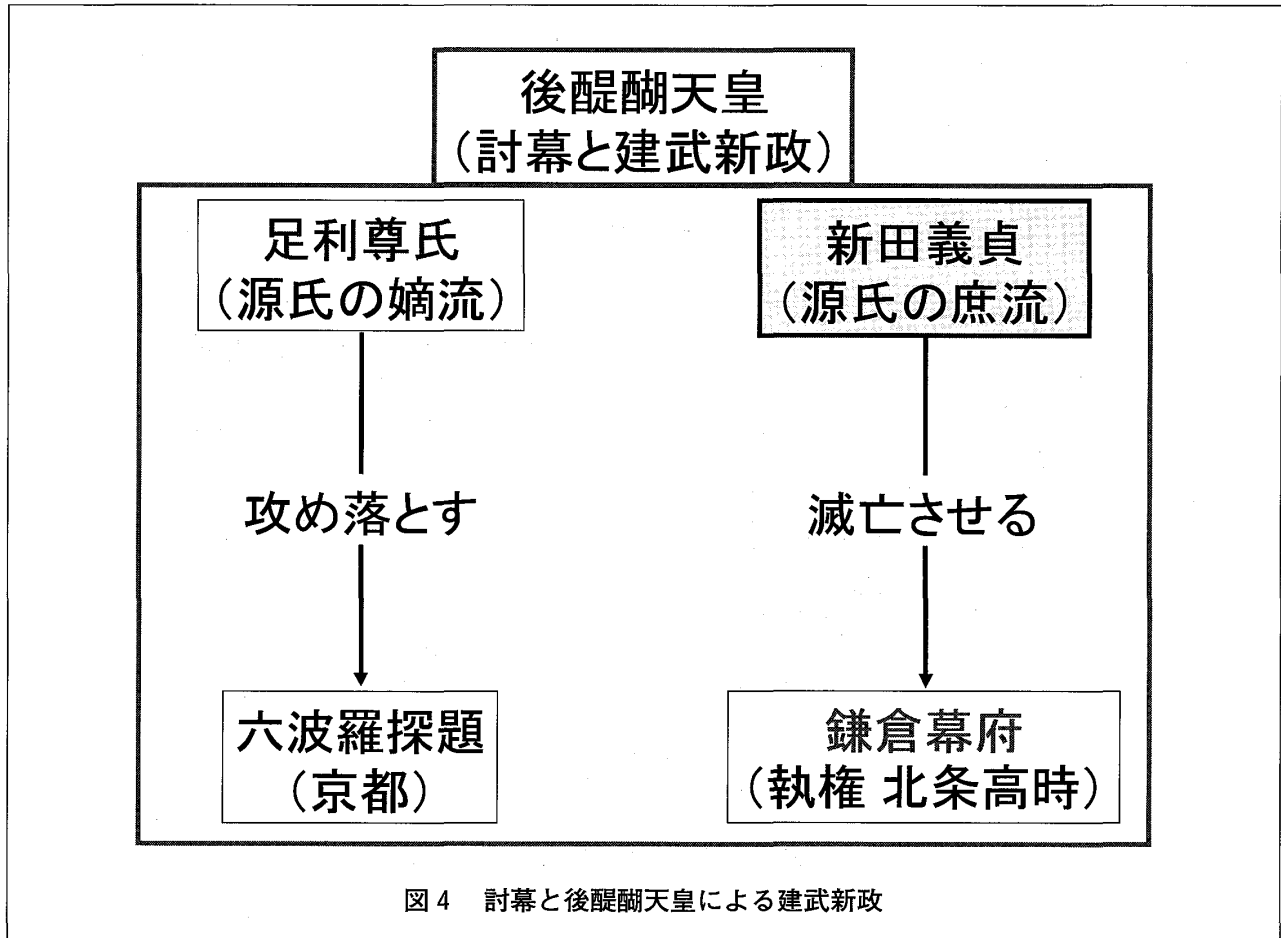 後醍醐天皇
（討幕と建武新政）
足利尊氏
（源氏の嫡流）
新田義貞
（源氏の庶流）
攻め落とす
滅亡させる
六波羅探題
（京都）
鎌倉幕府
（執権 北条高時）
図4　討幕と後醍醐天皇による建武新政